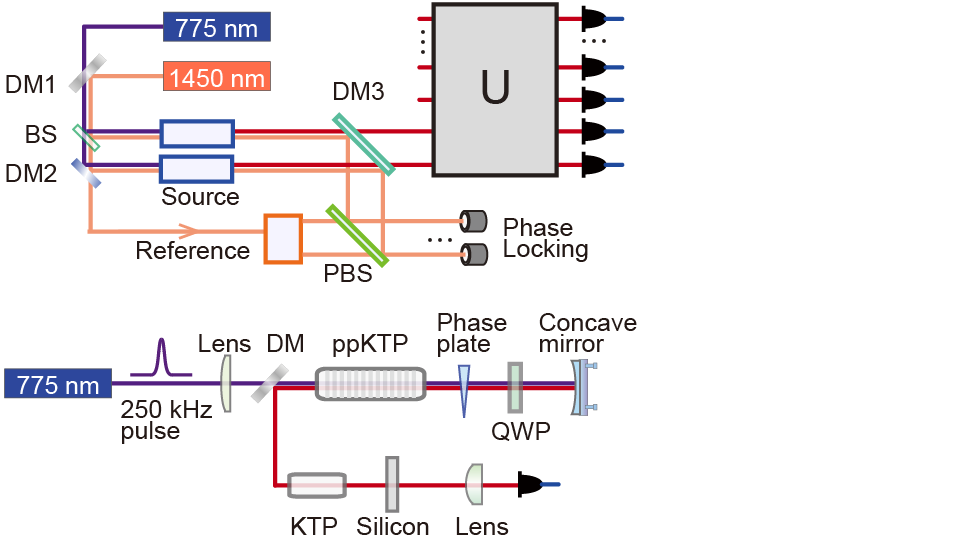 775 nm
1450 nm
DM1
DM3
U
BS
DM2
Source
Reference
PBS
Phase
Locking
Lens
DM
ppKTP
Phase
plate
Concave
mirror
775 nm
250 kHz
pulse
QWP
KTP
Silicon
Lens